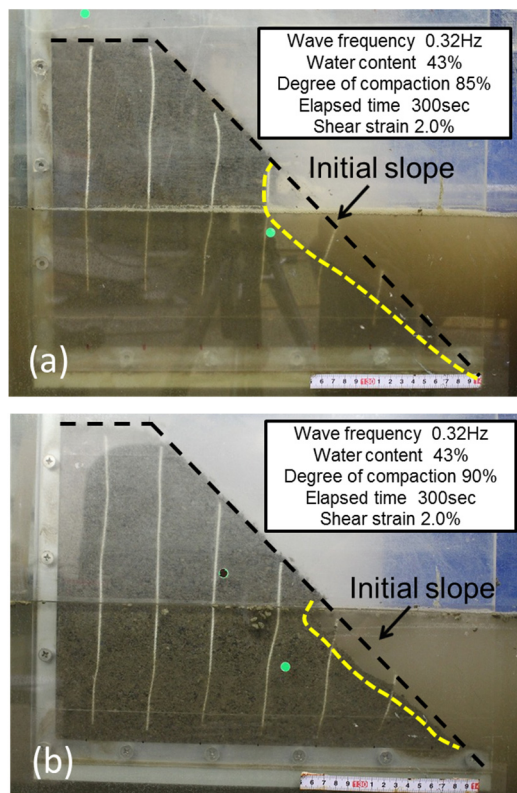 Wave frequency 0.32Hz
Water content 43%
Degree of compaction 85%
Elapsed time 300sec
Shear strain 2.0%
Initial slope
(a)
Wave frequency 0.32Hz
Water content 43%
Degree of compaction 90%
Elapsed time 300sec
Shear strain 2.0%
Initial slope
(b)